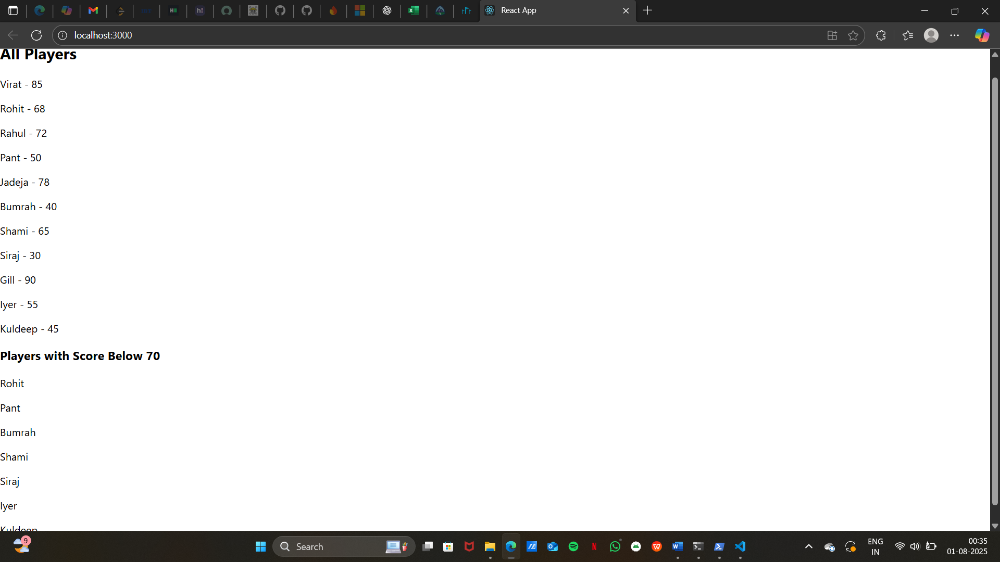 React App
localhost:3000
All Players
Virat - 85
Rohit - 68
Rahul - 72
Pant - 50
Jadeja - 78
Bumrah - 40
Shami - 65
Siraj - 30
Gill - 90
Iyer - 55
Kuldeep - 45
Players with Score Below 70
Rohit
Pant
Bumrah
Shami
Siraj
Iyer
Kuldeep
9
Search
ENG
IN
00:35
01-08-2025